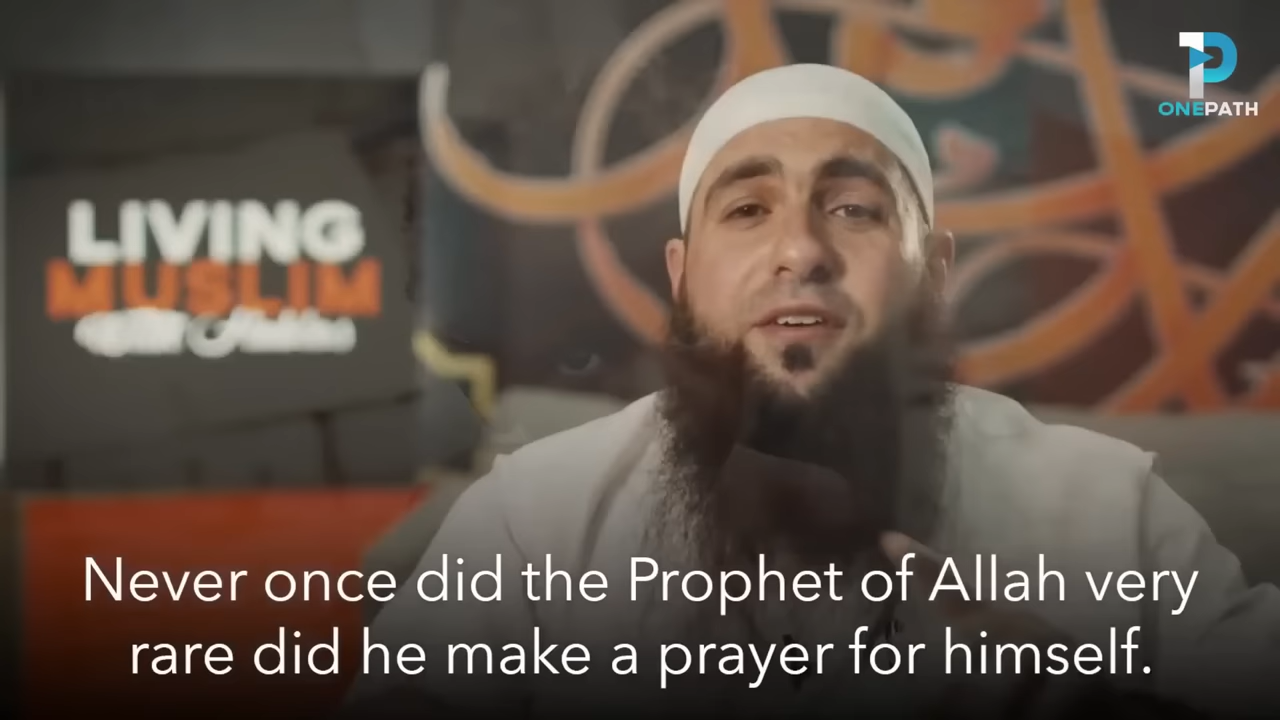 ONEPATH
LIVING
MUSLIM
Never once did the Prophet of Allah very
rare did he make a prayer for himself.